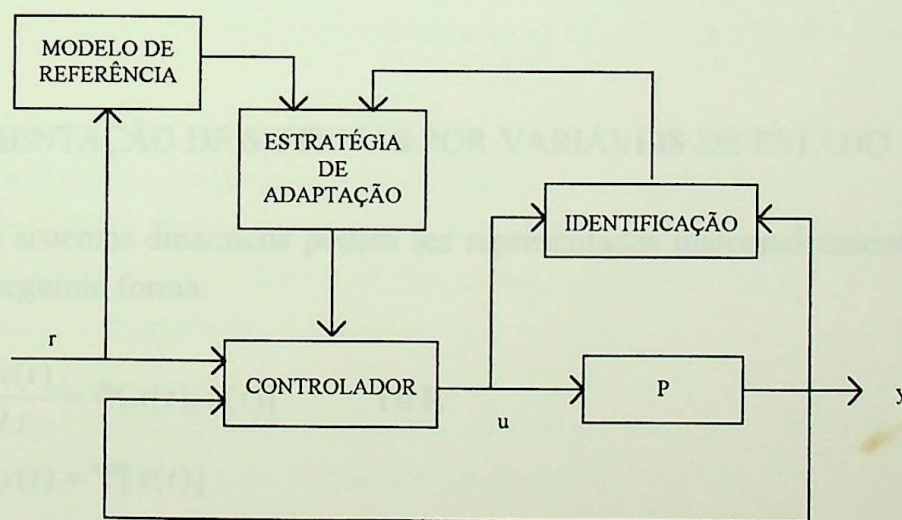 MODELO DE
REFERÊNCIA
ESTRATÉGIA
DE
ADAPTAÇÃO
IDENTIFICAÇÃO
r
CONTROLADOR
P
u
y